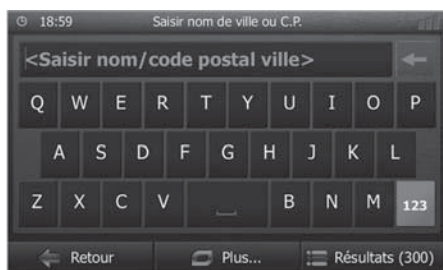 18:59 Saisir nom de ville ou C.P.
<Saisir nom/code postal ville>
Q W E R T Y U I O P
A S D F G H J K L
Z X C V B N M 123
Retour Plus... Résultats (300)